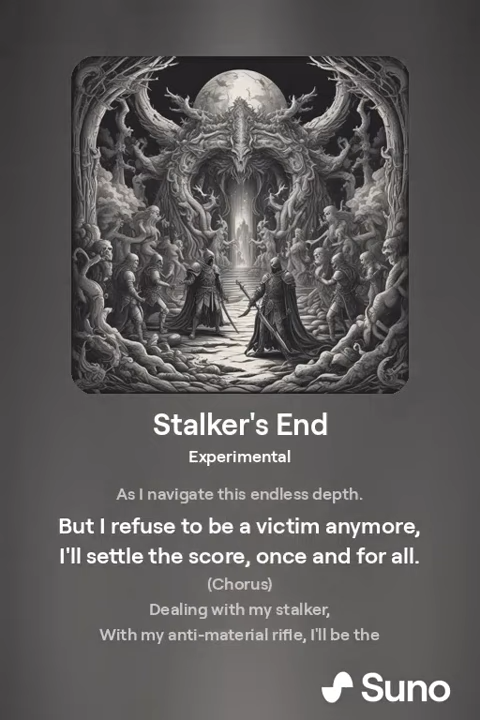 Stalker's End
Experimental
As I navigate this endless depth.
But I refuse to be a victim anymore,
I'll settle the score, once and for all.
(Chorus)
Dealing with my stalker,
With my anti-material rifle, I'll be the
Suno